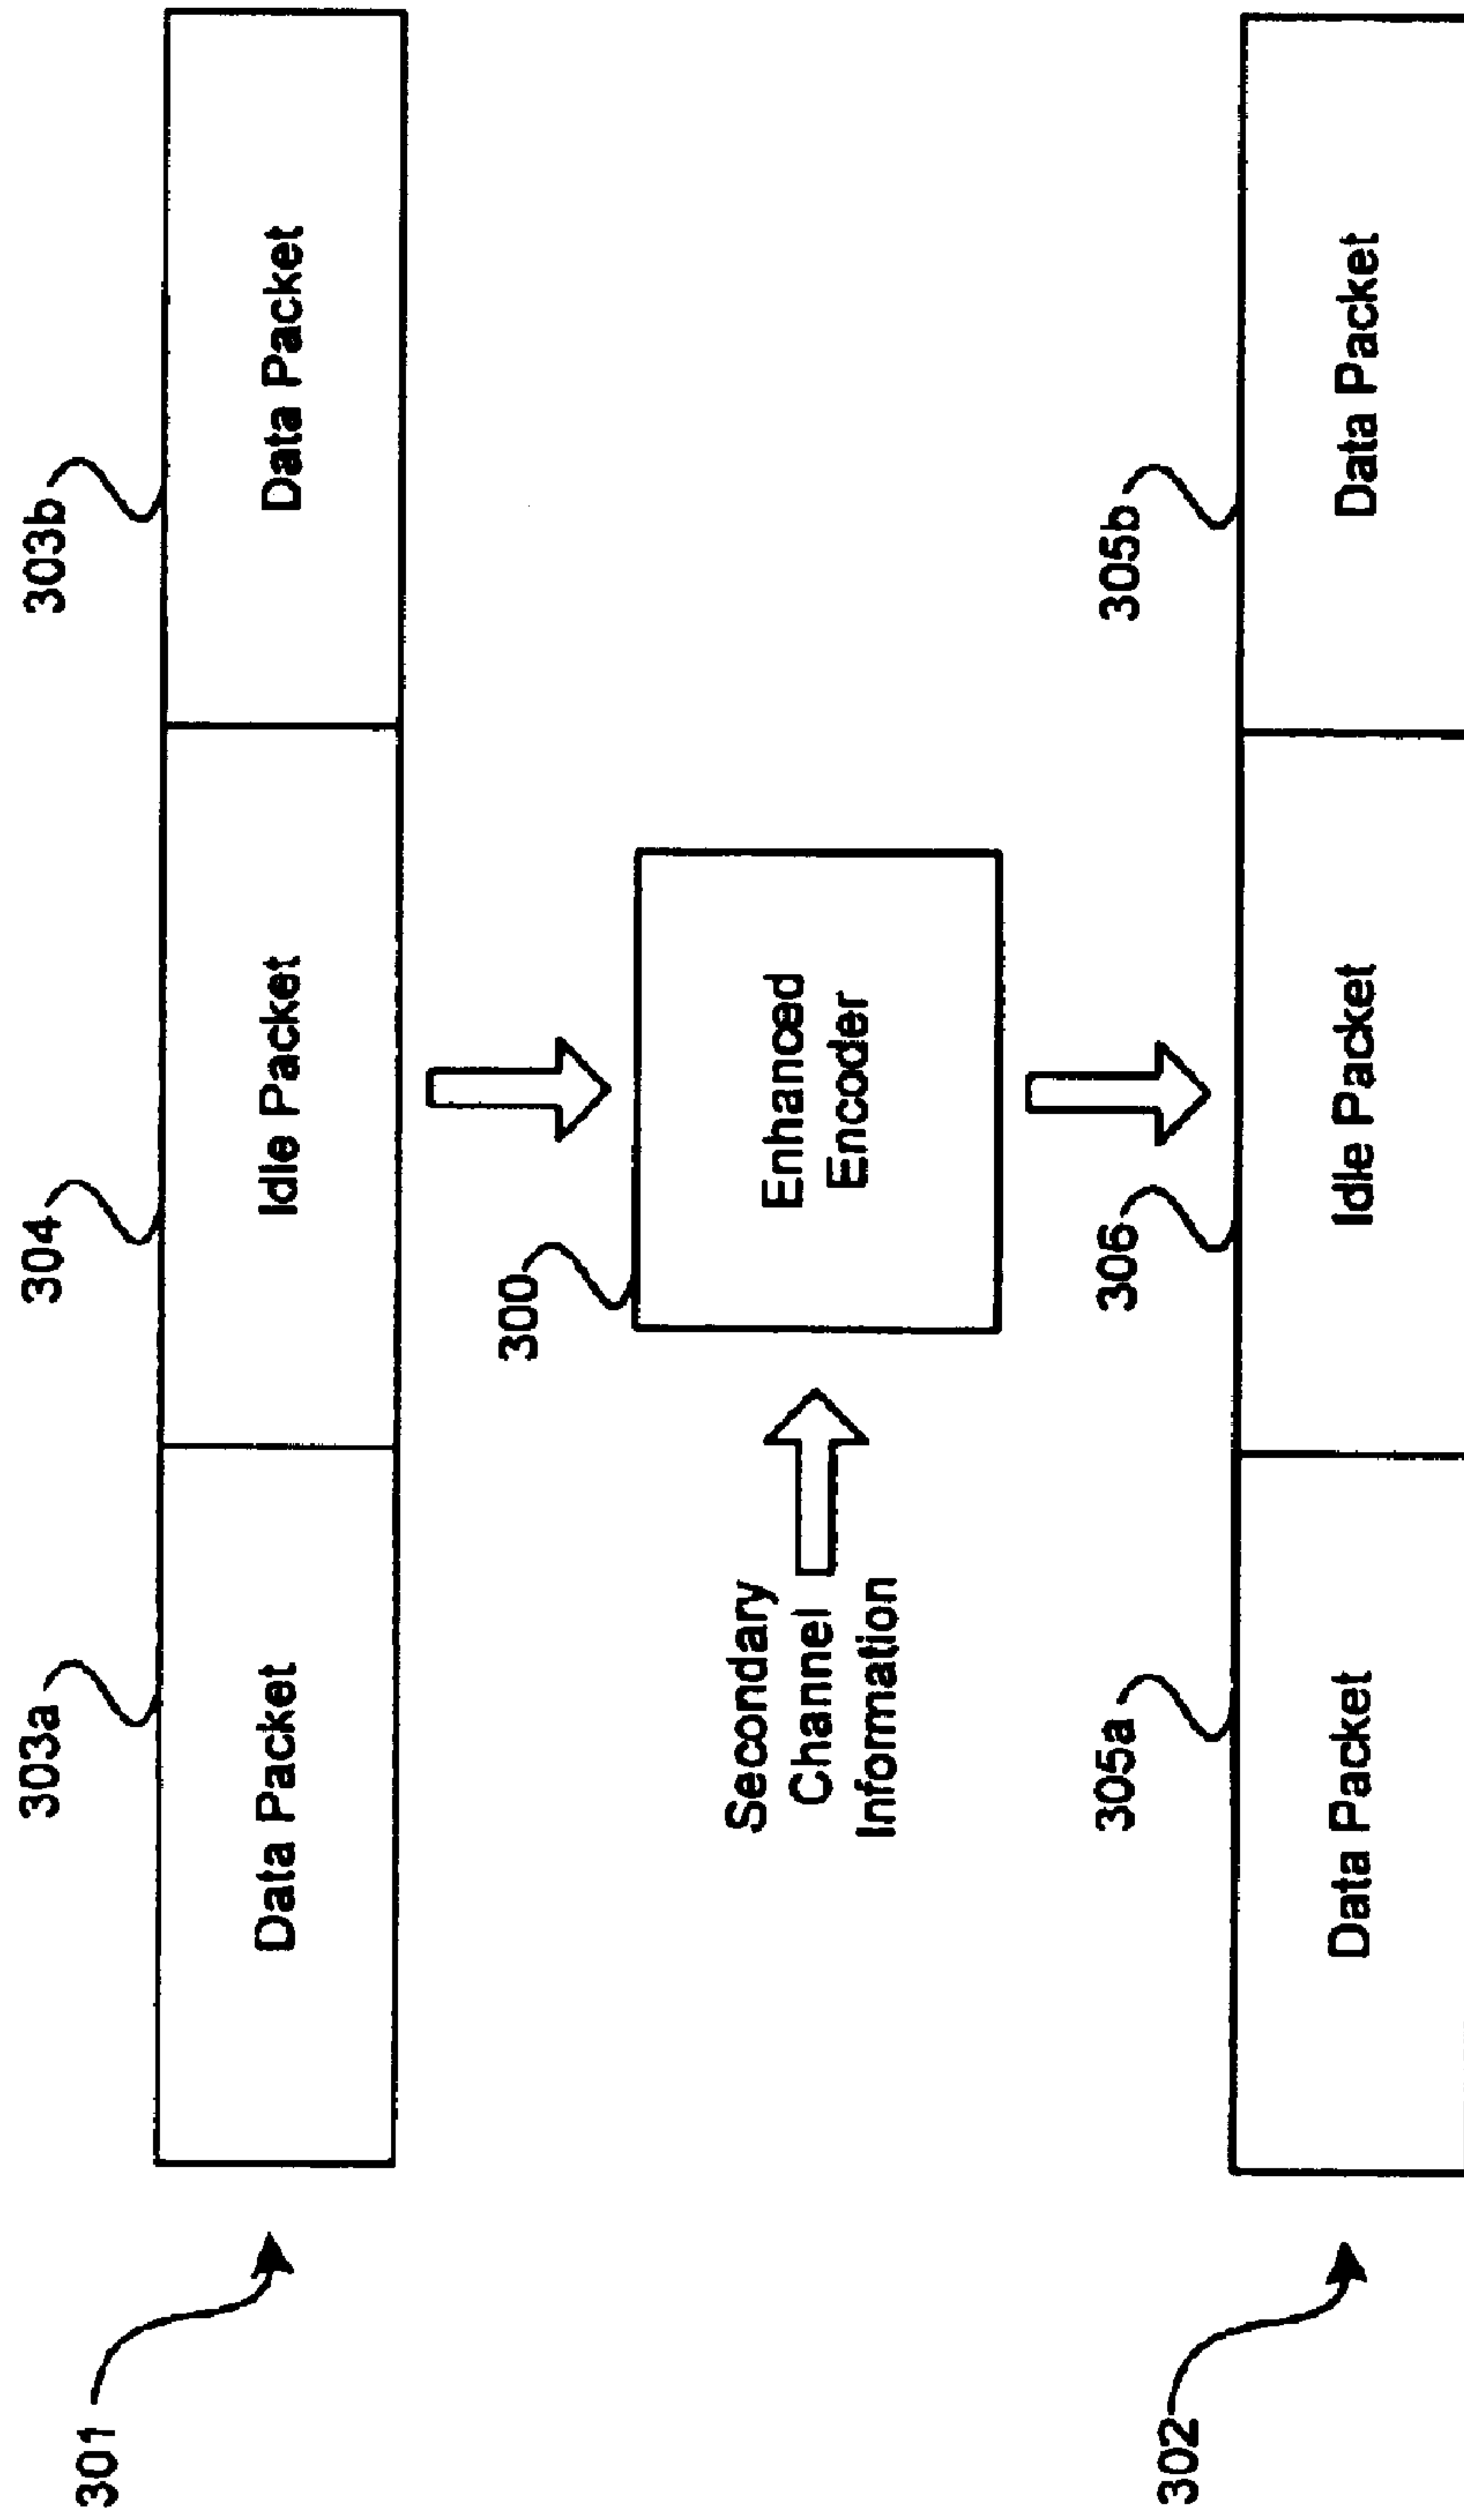 303a
304
303b
301
Data Packet
Idle Packet
Data Packet
300
Secondary
Channel
Information
Enhanced
Encoder
305a
306
305b
302
Data Packet
Idle Packet
Data Packet